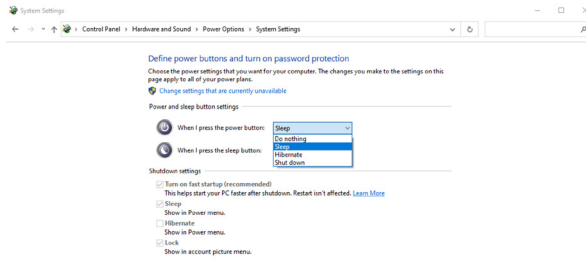 System Settings
Control Panel > Hardware and Sound > Power Options > System Settings
Define power buttons and turn on password protection
Choose the power settings that you want for your computer. The changes you make to the settings on this
page apply to all of your power plans.
Change settings that are currently unavailable
Power and sleep button settings
When I press the power button: Sleep
Do nothing
Sleep
When I press the sleep button:
Hibernate
Shut down
Shutdown settings
Turn on fast startup (recommended)
This helps start your PC faster after shutdown. Restart isn't affected. Learn More
Sleep
Show in Power menu.
Hibernate
Show in Power menu.
Lock
Show in account picture menu.